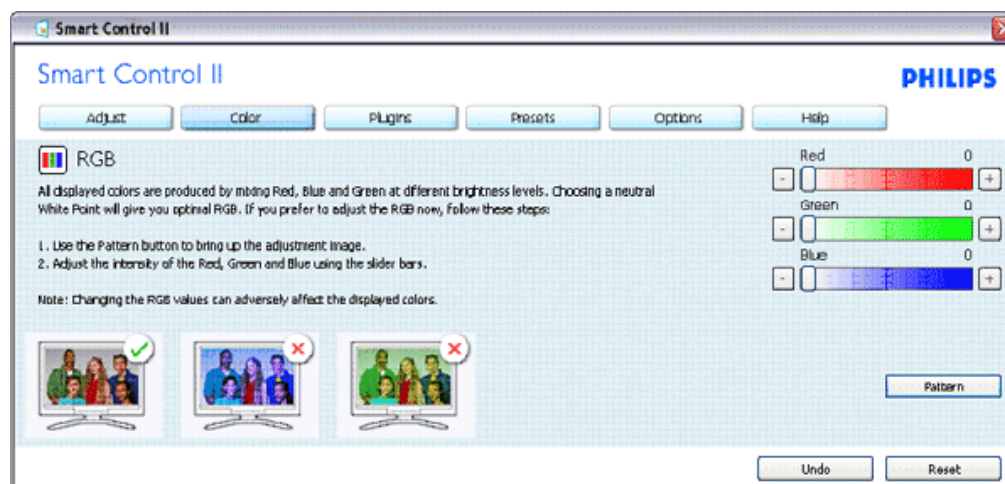 Smart Control II
Smart Control II
PHILIPS
Adjust
Color
Plugins
Presets
Options
Help
RGB
All displayed colors are produced by mixing Red, Blue and Green at different brightness levels. Choosing a neutral
White Point will give you optimal RGB. If you prefer to adjust the RGB now, follow these steps:
1. Use the Pattern button to bring up the adjustment image.
2. Adjust the intensity of the Red, Green and Blue using the slider bars.
Note: Changing the RGB values can adversely affect the displayed colors.
Red 0
- +
Green 0
- +
Blue 0
- +
Pattern
Undo
Reset